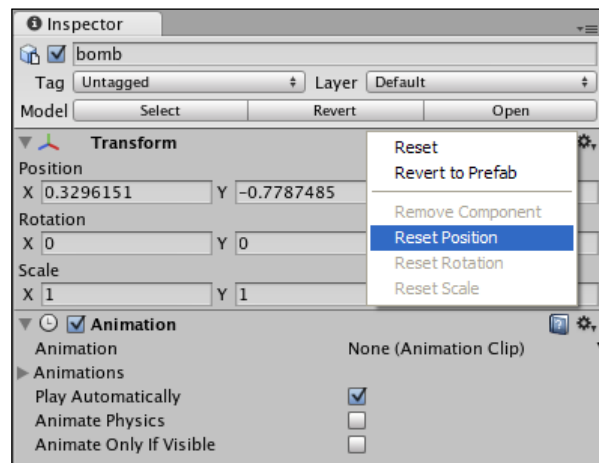 Inspector
bomb
Tag Untagged Layer Default
Model Select Revert Open
Transform
Reset
Position
Revert to Prefab
X 0.3296151 Y -0.7787485
Rotation
Remove Component
X 0 Y 0
Reset Position
Scale
Reset Rotation
X 1 Y 1
Reset Scale
Animation
Animation None (Animation Clip)
Animations
Play Automatically
Animate Physics
Animate Only If Visible